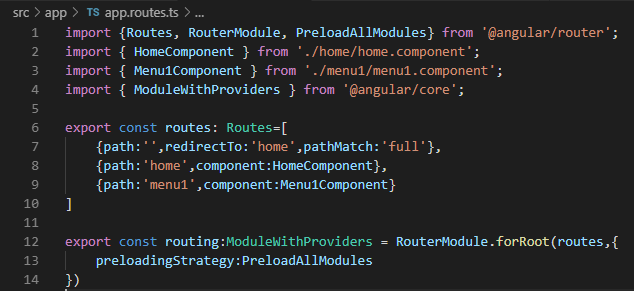 src > app > TS app.routes.ts > ...
1 import {Routes, RouterModule, PreloadAllModules} from '@angular/router';
2 import { HomeComponent } from './home/home.component';
3 import { Menu1Component } from './menu1/menu1.component';
4 import { ModuleWithProviders } from '@angular/core';
5
6 export const routes: Routes=[
7     {path:'',redirectTo:'home',pathMatch:'full'},
8     {path:'home',component:HomeComponent},
9     {path:'menu1',component:Menu1Component}
10 ]
11
12 export const routing:ModuleWithProviders = RouterModule.forRoot(routes,{
13     preloadingStrategy:PreloadAllModules
14 })